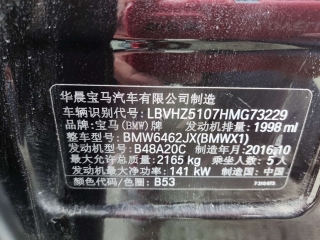 华晨宝马汽车有限公司制造
车辆识别代号: LBVHZ5107HMG73229
品牌: 宝马(BMW)牌 发动机排量: 1998 ml
整车型号: BMW6462JX(BMWX1)
发动机型号: B48A20C 制造年月: 2016.10
最大允许总质量: 2165 kg 乘坐人数: 5人
发动机最大净功率: 141 kW 制造国: 中国
颜色代码/色图: B53